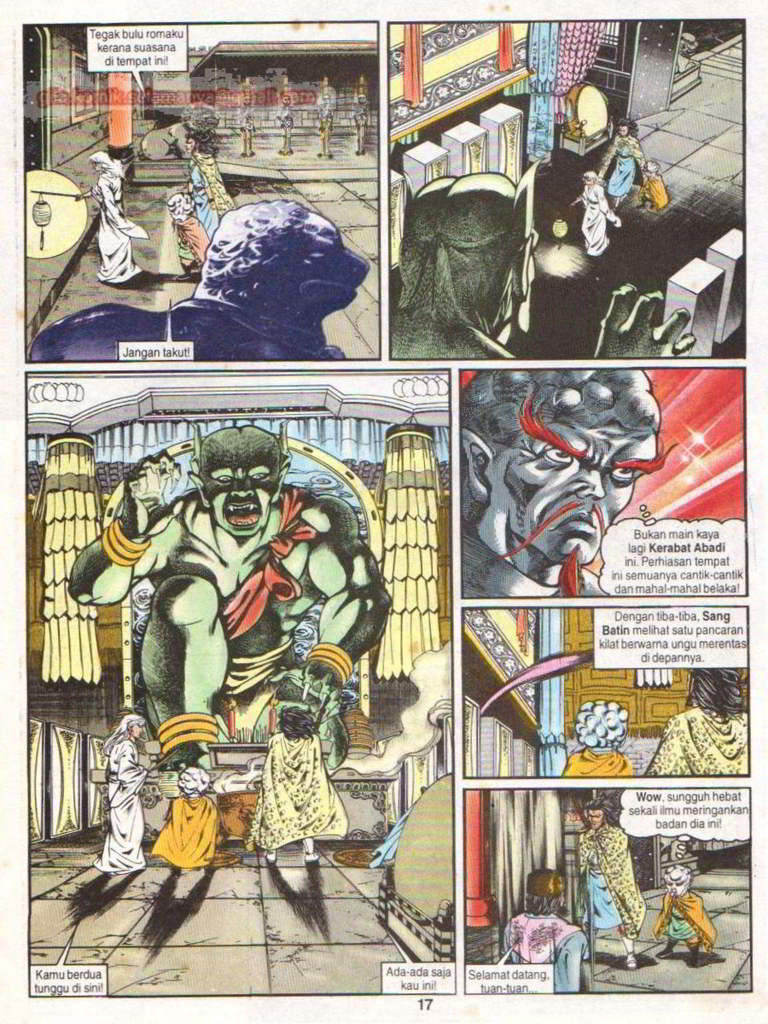 Tegak bulu romaku
kerana suasana
di tempat ini!
Jangan takut!
Bukan main kaya
lagi Kerabat Abadi
ini. Perhiasan tempat
ini semuanya cantik-cantik
dan mahal-mahal belaka!
Dengan tiba-tiba, Sang
Batin melihat satu pancaran
kilat berwarna ungu merentas
di depannya.
Kamu berdua
tunggu di sini!
Ada-ada saja
kau ini!
Wow, sungguh hebat
sekali ilmu meringankan
badan dia ini!
Selamat datang,
tuan-tuan...
17